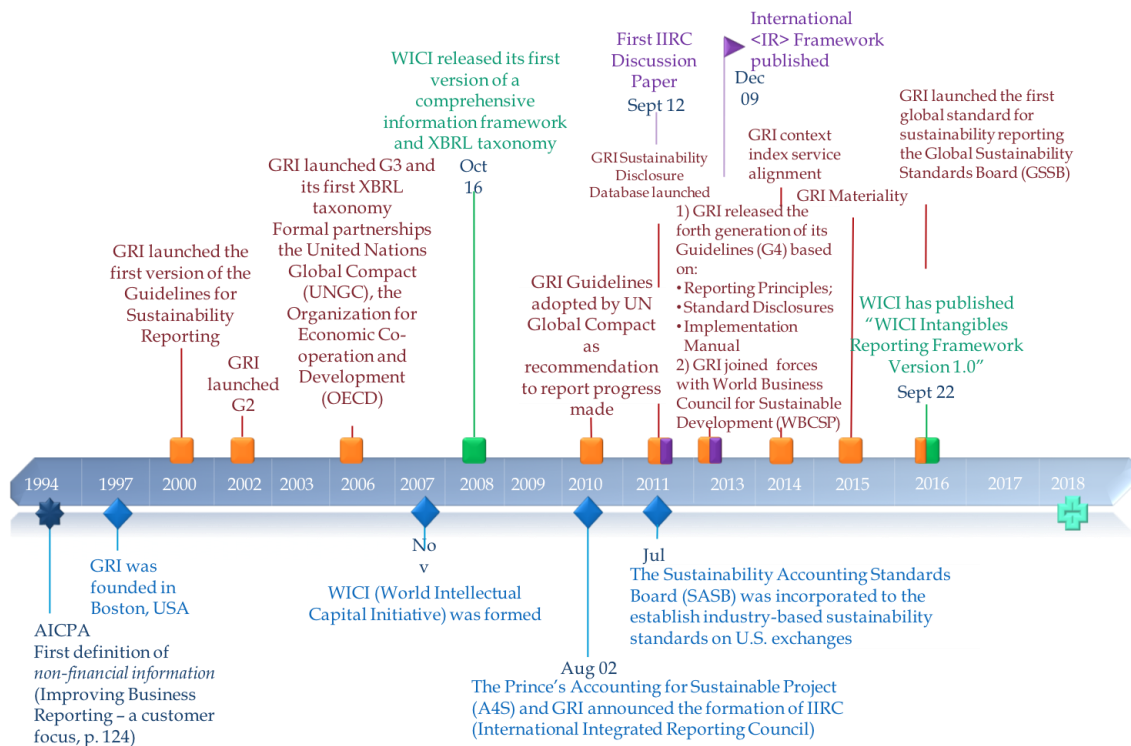 International
<IR> Framework
published
Dec
09
First IIRC
Discussion
Paper
Sept 12
WICI released its first
version of a
comprehensive
information framework
and XBRL taxonomy
Oct
16
GRI launched the first
global standard for
sustainability reporting
the Global Sustainability
Standards Board (GSSB)
GRI context
index service
alignment
GRI Sustainability
Disclosure
Database launched
GRI launched G3 and
its first XBRL
taxonomy
Formal partnerships
the United Nations
Global Compact
(UNGC), the
Organization for
Economic Co-
operation and
Development
(OECD)
GRI Materiality
1) GRI released the
forth generation of its
Guidelines (G4) based
on:
• Reporting Principles;
• Standard Disclosures
• Implementation
Manual
2) GRI joined forces
with World Business
Council for Sustainable
Development (WBCSP)
GRI launched the
first version of the
Guidelines for
Sustainability
Reporting
GRI
launched
G2
GRI Guidelines
adopted by UN
Global Compact
as
recommendation
to report progress
made
WICI has published
“WICI Intangibles
Reporting Framework
Version 1.0”
Sept 22
1994 1997 2000 2002 2003 2006 2007 2008 2009 2010 2011 2013 2014 2015 2016 2017 2018
GRI was
founded in
Boston, USA
AICPA
First definition of
non-financial information
(Improving Business
Reporting – a customer
focus, p. 124)
No
v
WICI (World Intellectual
Capital Initiative) was formed
Jul
The Sustainability Accounting Standards
Board (SASB) was incorporated to the
establish industry-based sustainability
standards on U.S. exchanges
Aug 02
The Prince’s Accounting for Sustainable Project
(A4S) and GRI announced the formation of IIRC
(International Integrated Reporting Council)